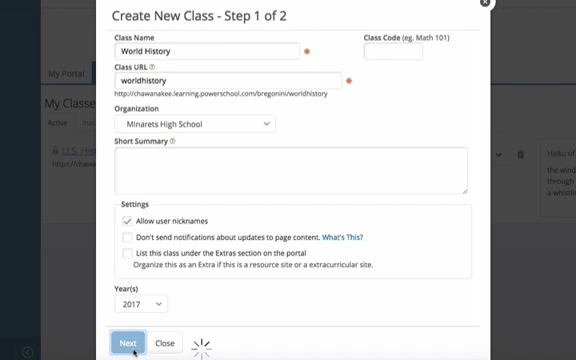 Create New Class - Step 1 of 2
Class Name
Class Code (eg. Math 101)
World History
Class URL
worldhistory
http://chawanakee.learning.powerschool.com/bregonini/worldhistory
Organization
Minarets High School
Short Summary
Settings
Allow user nicknames
Don't send notifications about updates to page content. What's This?
List this class under the Extras section on the portal
Organize this as an Extra if this is a resource site or a extracurricular site.
Year(s)
2017
Next
Close
My Portal
My Classe
Active
U.S. His
https://chawa
Haiku of
the wind
through
a whistle